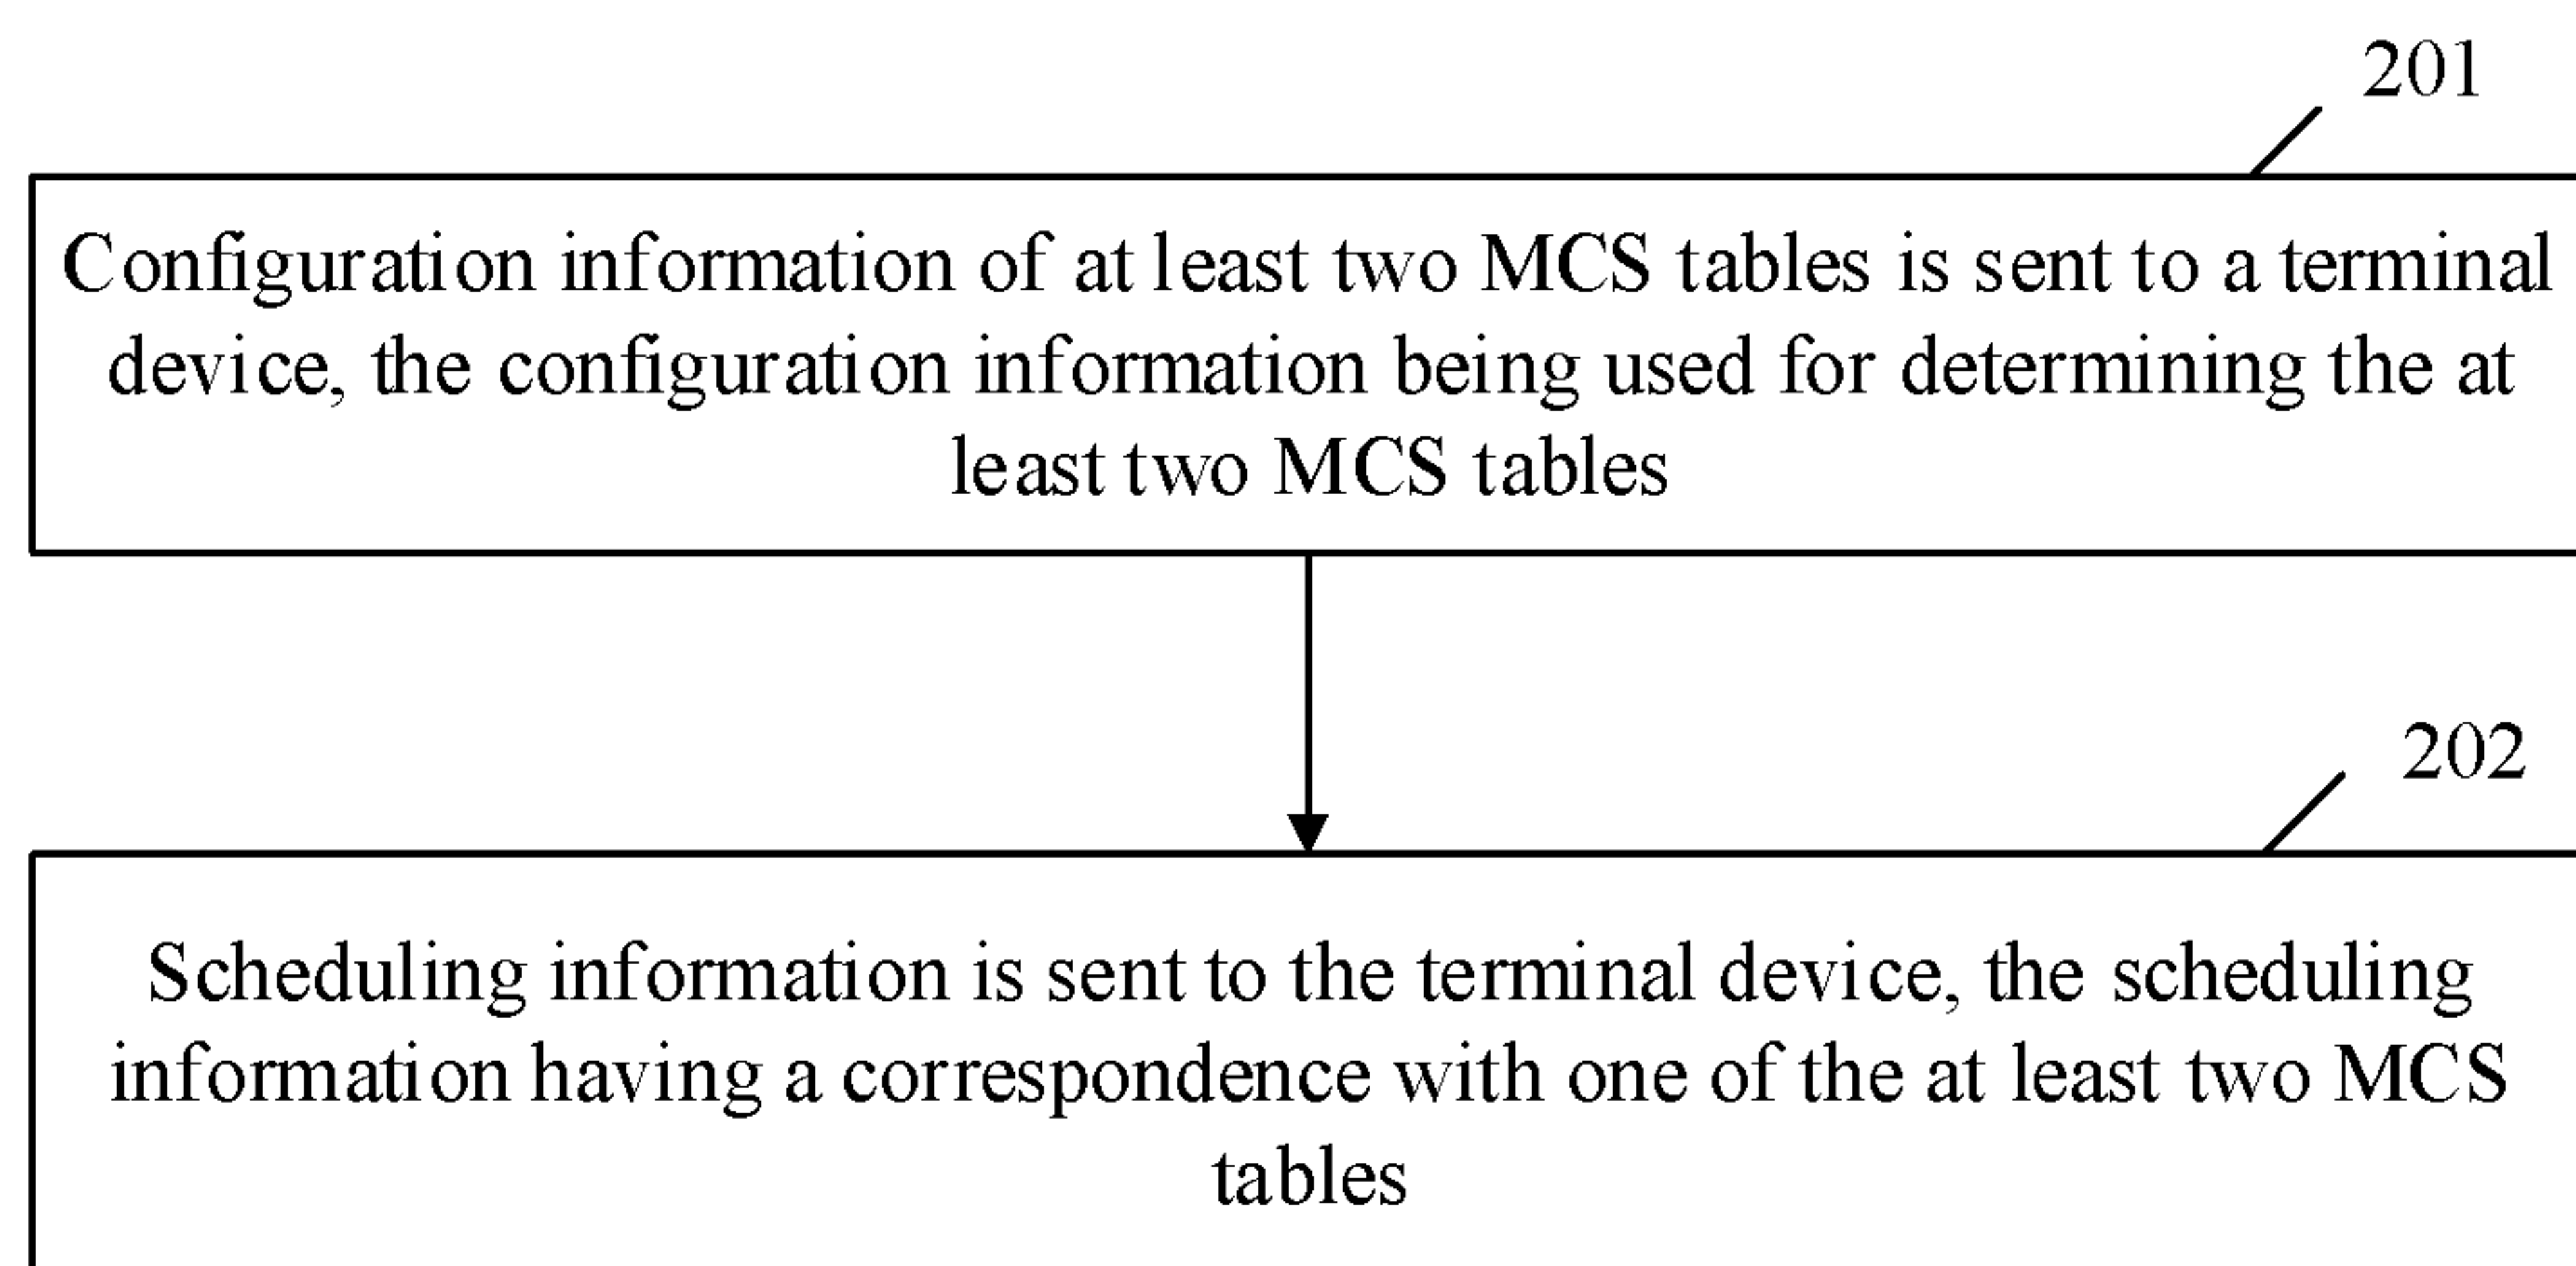 201
Configuration information of at least two MCS tables is sent to a terminal
device, the configuration information being used for determining the at
least two MCS tables
202
Scheduling information is sent to the terminal device, the scheduling
information having a correspondence with one of the at least two MCS
tables